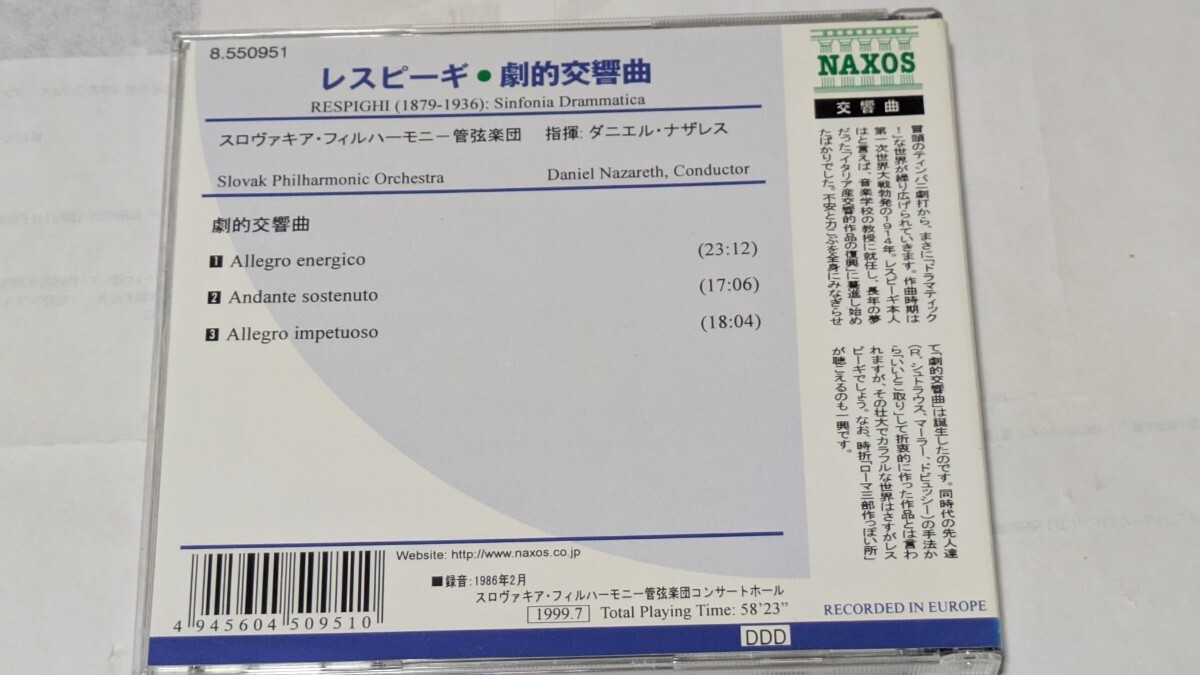 8.550951
レスピーギ・劇的交響曲
RESPIGHI (1879-1936): Sinfonia Drammatica
スロヴァキア・フィルハーモニー管弦楽団 指揮: ダニエル・ナザレス
Slovak Philharmonic Orchestra Daniel Nazareth, Conductor
劇的交響曲
1 Allegro energico (23:12)
2 Andante sostenuto (17:06)
3 Allegro impetuoso (18:04)
Website: http://www.naxos.co.jp
■録音:1986年2月
スロヴァキア・フィルハーモニー管弦楽団コンサートホール
1999.7 Total Playing Time: 58'23"
4 945604 509510
DDD
NAXOS
交響曲
冒頭のティンパニ劇打から、まさに「ドラマティック
!」な世界が繰り広げられていきます。作曲時期は
第一次世界大戦勃発の1914年。レスピーギ本人
はと言えば、音楽学校の教授に就任し、長年の夢
だった「イタリア産交響的作品の復興」に驀進し始め
たばかりでした。不安と力こぶを全身にみなぎらせ
て「劇的交響曲」は誕生したのです。同時代の先人達
(R.シュトラウス、マーラー、ドビュッシー)の手法か
ら「いいとこ取り」して折衷的に作った作品とは言わ
れますが、その壮大でカラフルな世界はさすがレス
ピーギでしょう。なお、時折「ローマ三部作っぽい所」
が聴こえるのも一興です。
RECORDED IN EUROPE